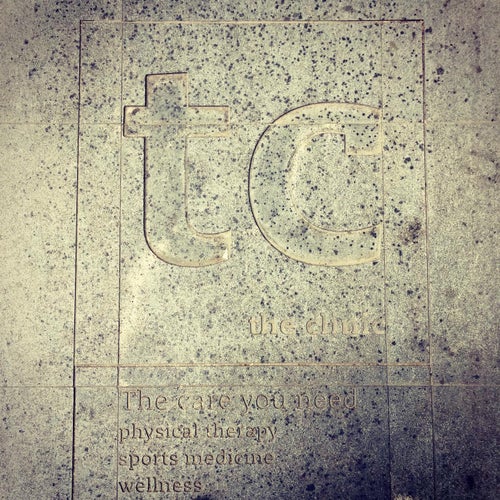 tc
the clinic
The care you need
physical therapy
sports medicine
wellness